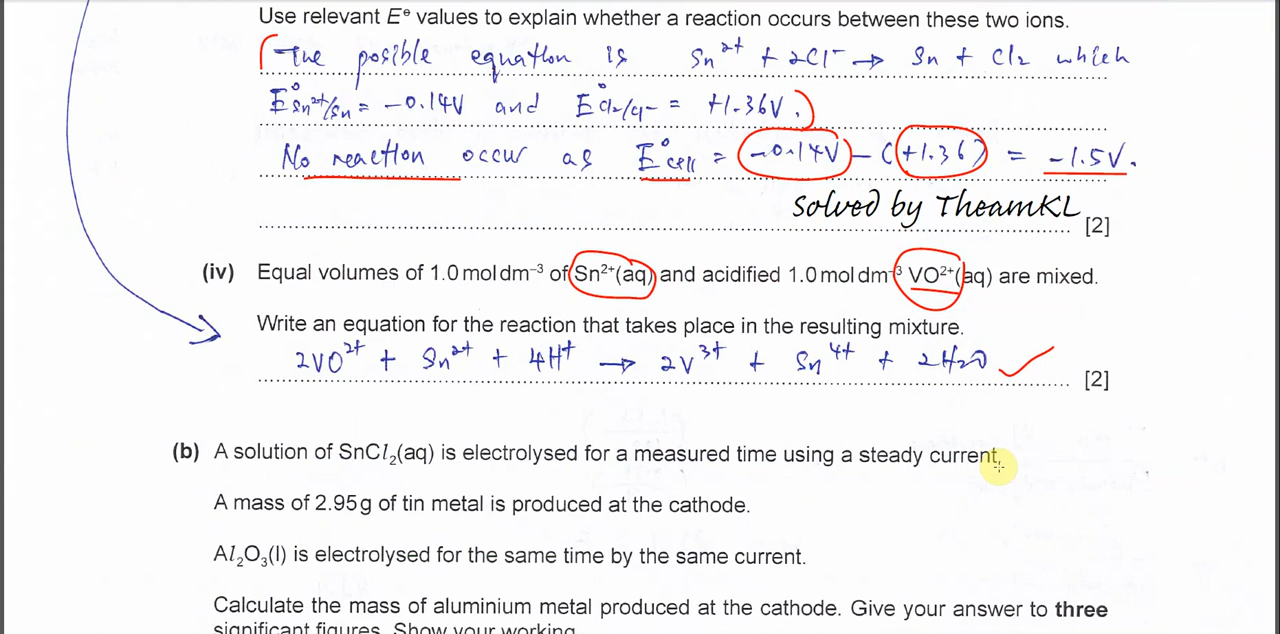 Use relevant E⦵ values to explain whether a reaction occurs between these two ions.
The posible equation is Sn²⁺ + 2Cl⁻ → Sn + Cl₂ which
E°Sn²⁺/Sn = -0.14V and E°Cl₂/Cl⁻ = +1.36V.)
No reaction occur as E°cell = -0.14V - (+1.36) = -1.5V.
Solved by TheamKL
[2]
(iv) Equal volumes of 1.0 mol dm⁻³ of Sn²⁺(aq) and acidified 1.0 mol dm⁻³ VO²⁺(aq) are mixed.
Write an equation for the reaction that takes place in the resulting mixture.
2VO²⁺ + Sn²⁺ + 4H⁺ → 2V³⁺ + Sn⁴⁺ + 2H₂O
[2]
(b) A solution of SnCl₂(aq) is electrolysed for a measured time using a steady current.
A mass of 2.95 g of tin metal is produced at the cathode.
Al₂O₃(l) is electrolysed for the same time by the same current.
Calculate the mass of aluminium metal produced at the cathode. Give your answer to three
significant figures. Show your working.